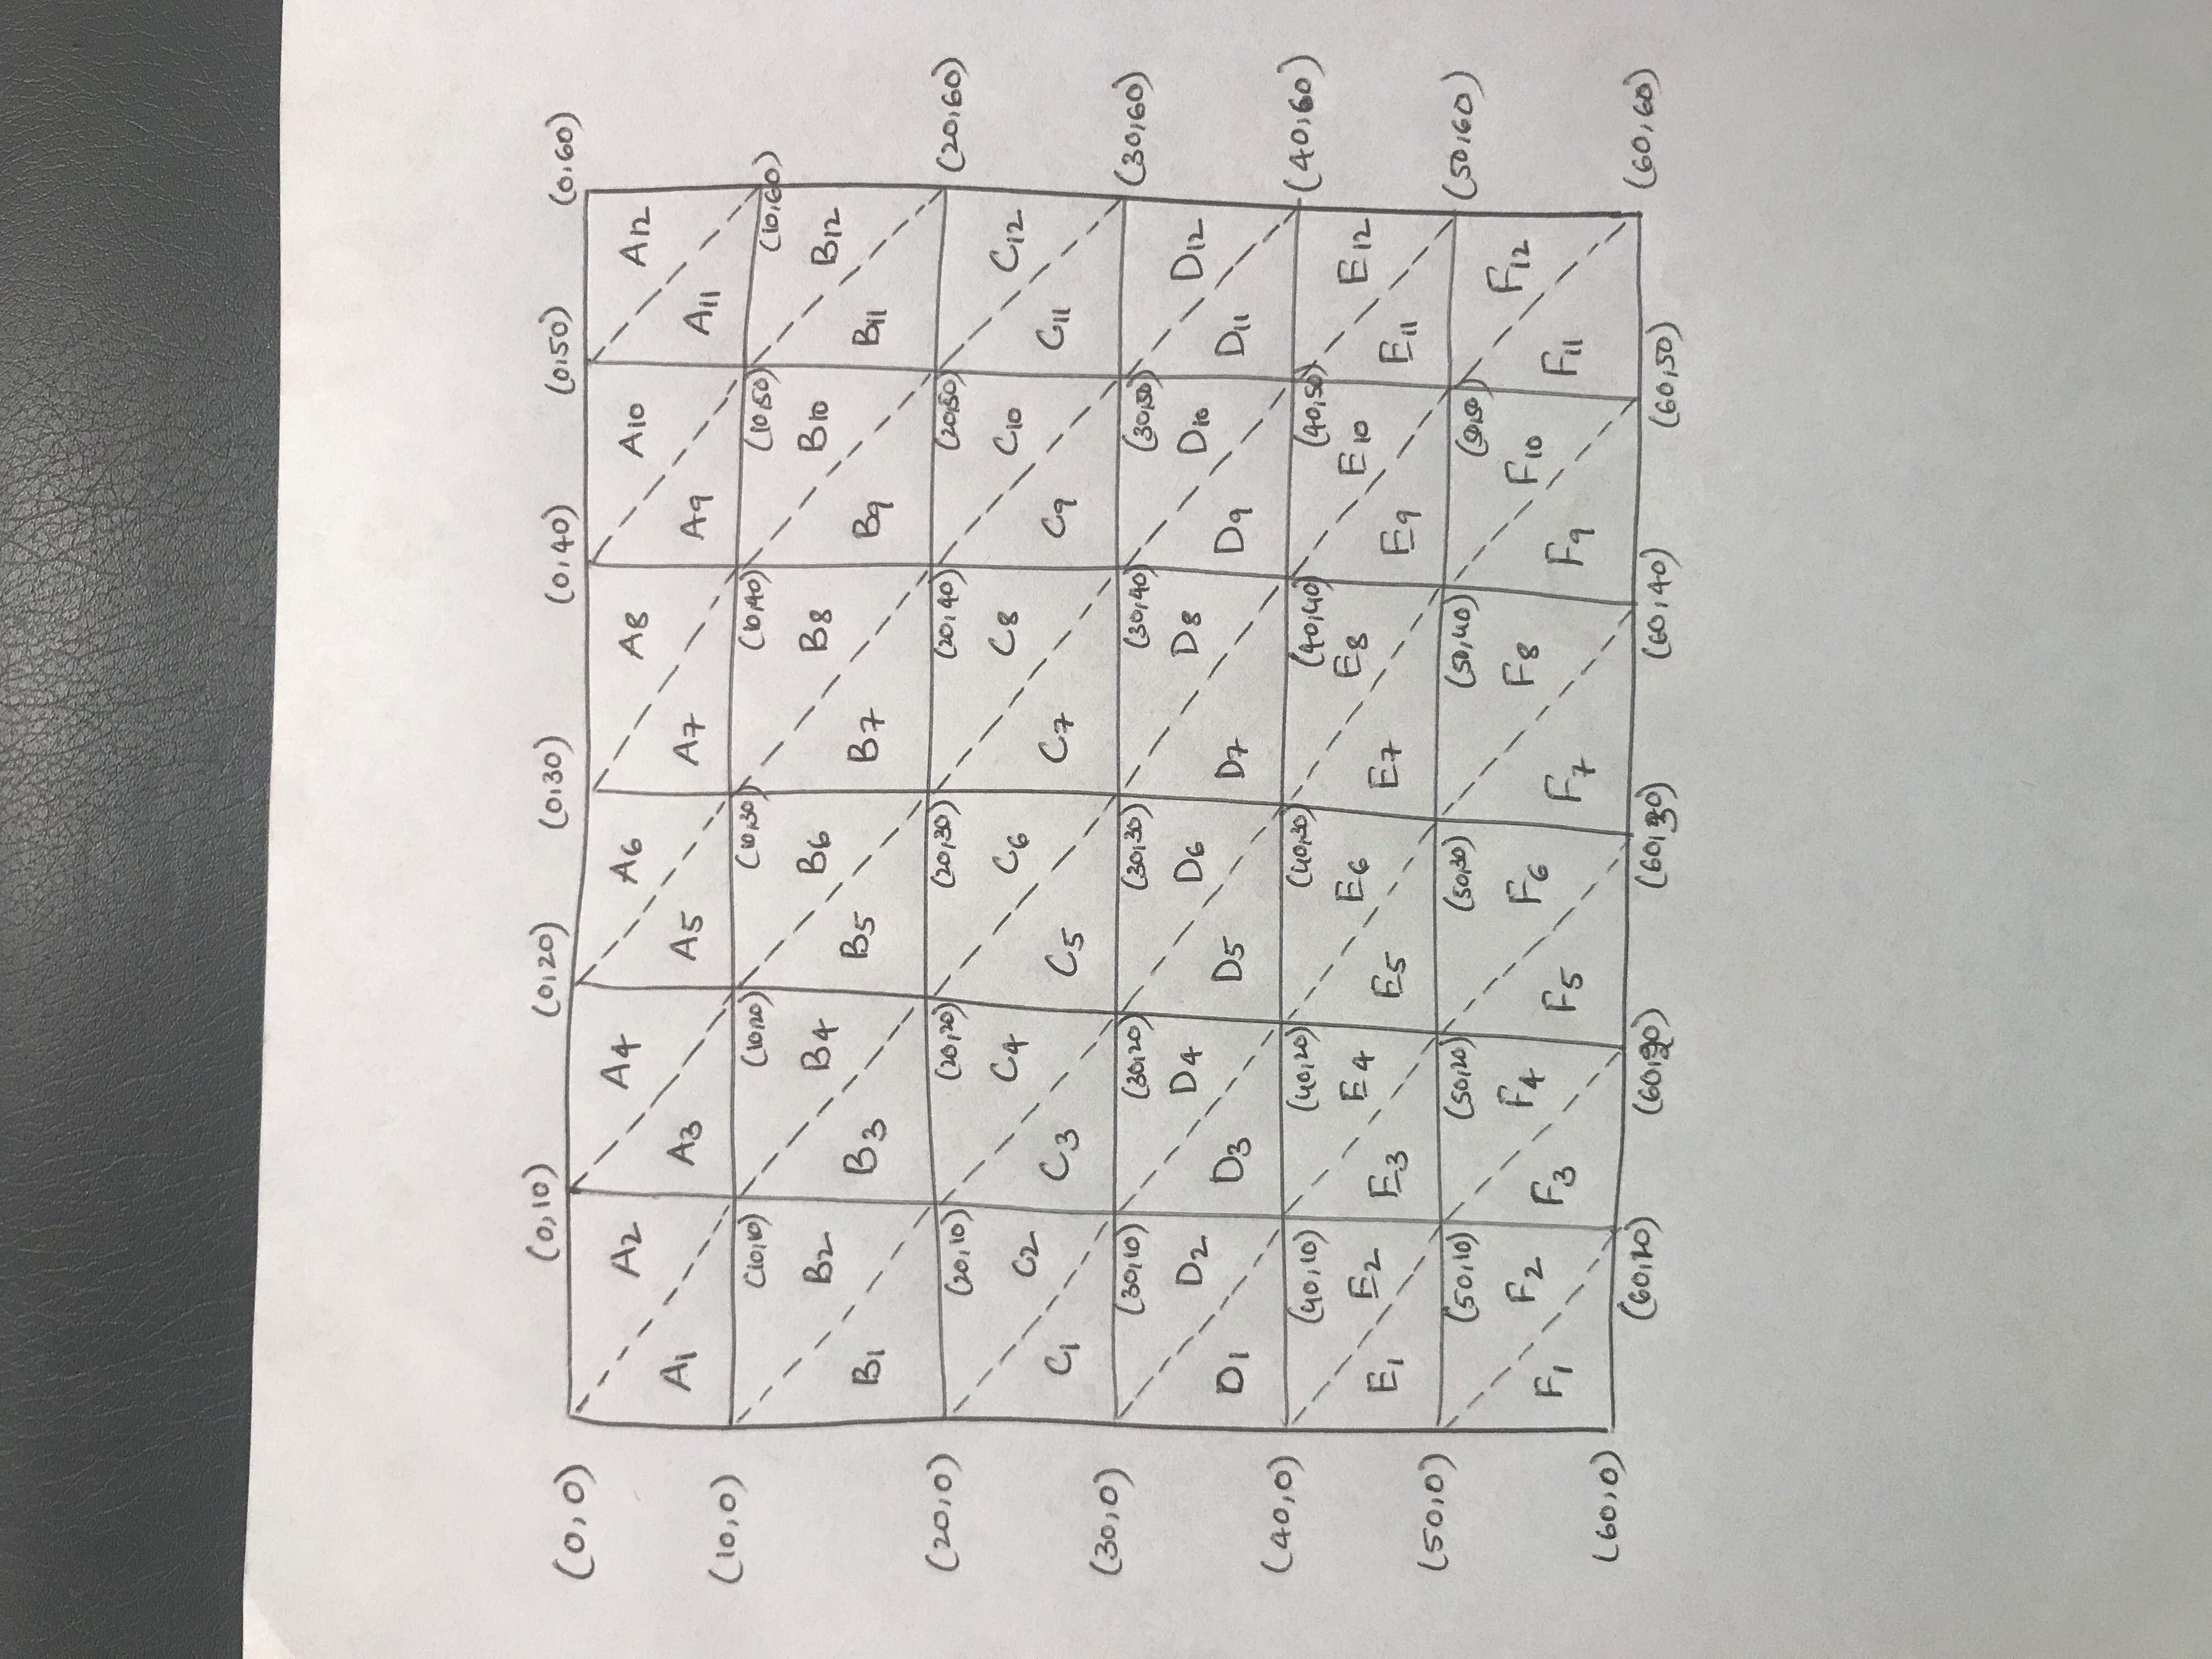 (0,0) (0,10) (0,20) (0,30) (0,40) (0,50) (0,60)
A2 A4 A6 A8 A10 A12
A1 A3 A5 A7 A9 A11
(10,0) (10,10) (10,20) (10,30) (10,40) (10,50) (10,60)
B2 B4 B6 B8 B10 B12
B1 B3 B5 B7 B9 B11
(20,0) (20,10) (20,20) (20,30) (20,40) (20,50) (20,60)
C2 C4 C6 C8 C10 C12
C1 C3 C5 C7 C9 C11
(30,0) (30,10) (30,20) (30,30) (30,40) (30,50) (30,60)
D2 D4 D6 D8 D10 D12
D1 D3 D5 D7 D9 D11
(40,0) (40,10) (40,20) (40,30) (40,40) (40,50) (40,60)
E2 E4 E6 E8 E10 E12
E1 E3 E5 E7 E9 E11
(50,0) (50,10) (50,20) (50,30) (50,40) (50,50) (50,60)
F2 F4 F6 F8 F10 F12
F1 F3 F5 F7 F9 F11
(60,0) (60,10) (60,20) (60,30) (60,40) (60,50) (60,60)